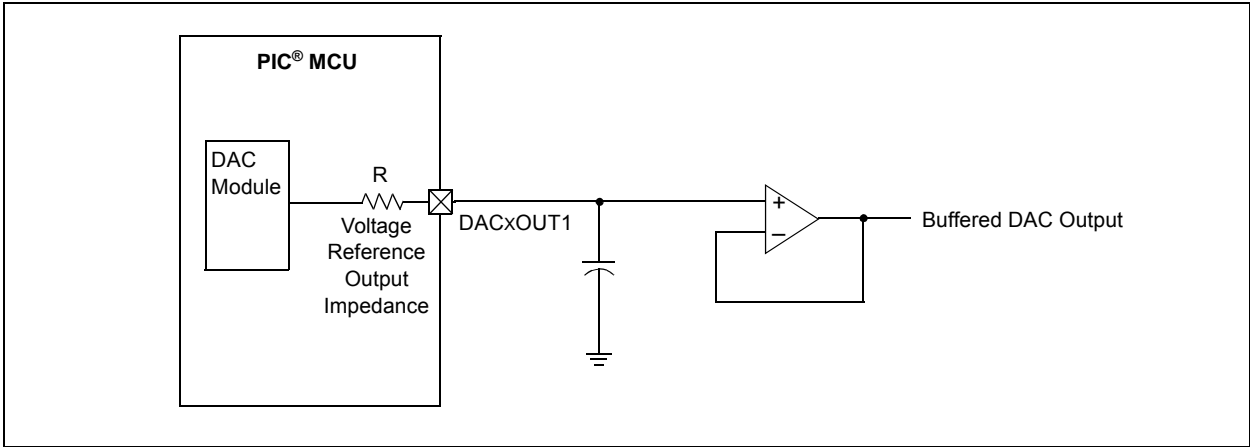 PIC® MCU
DAC
Module
R
Voltage
Reference
Output
Impedance
DACxOUT1
+
–
Buffered DAC Output